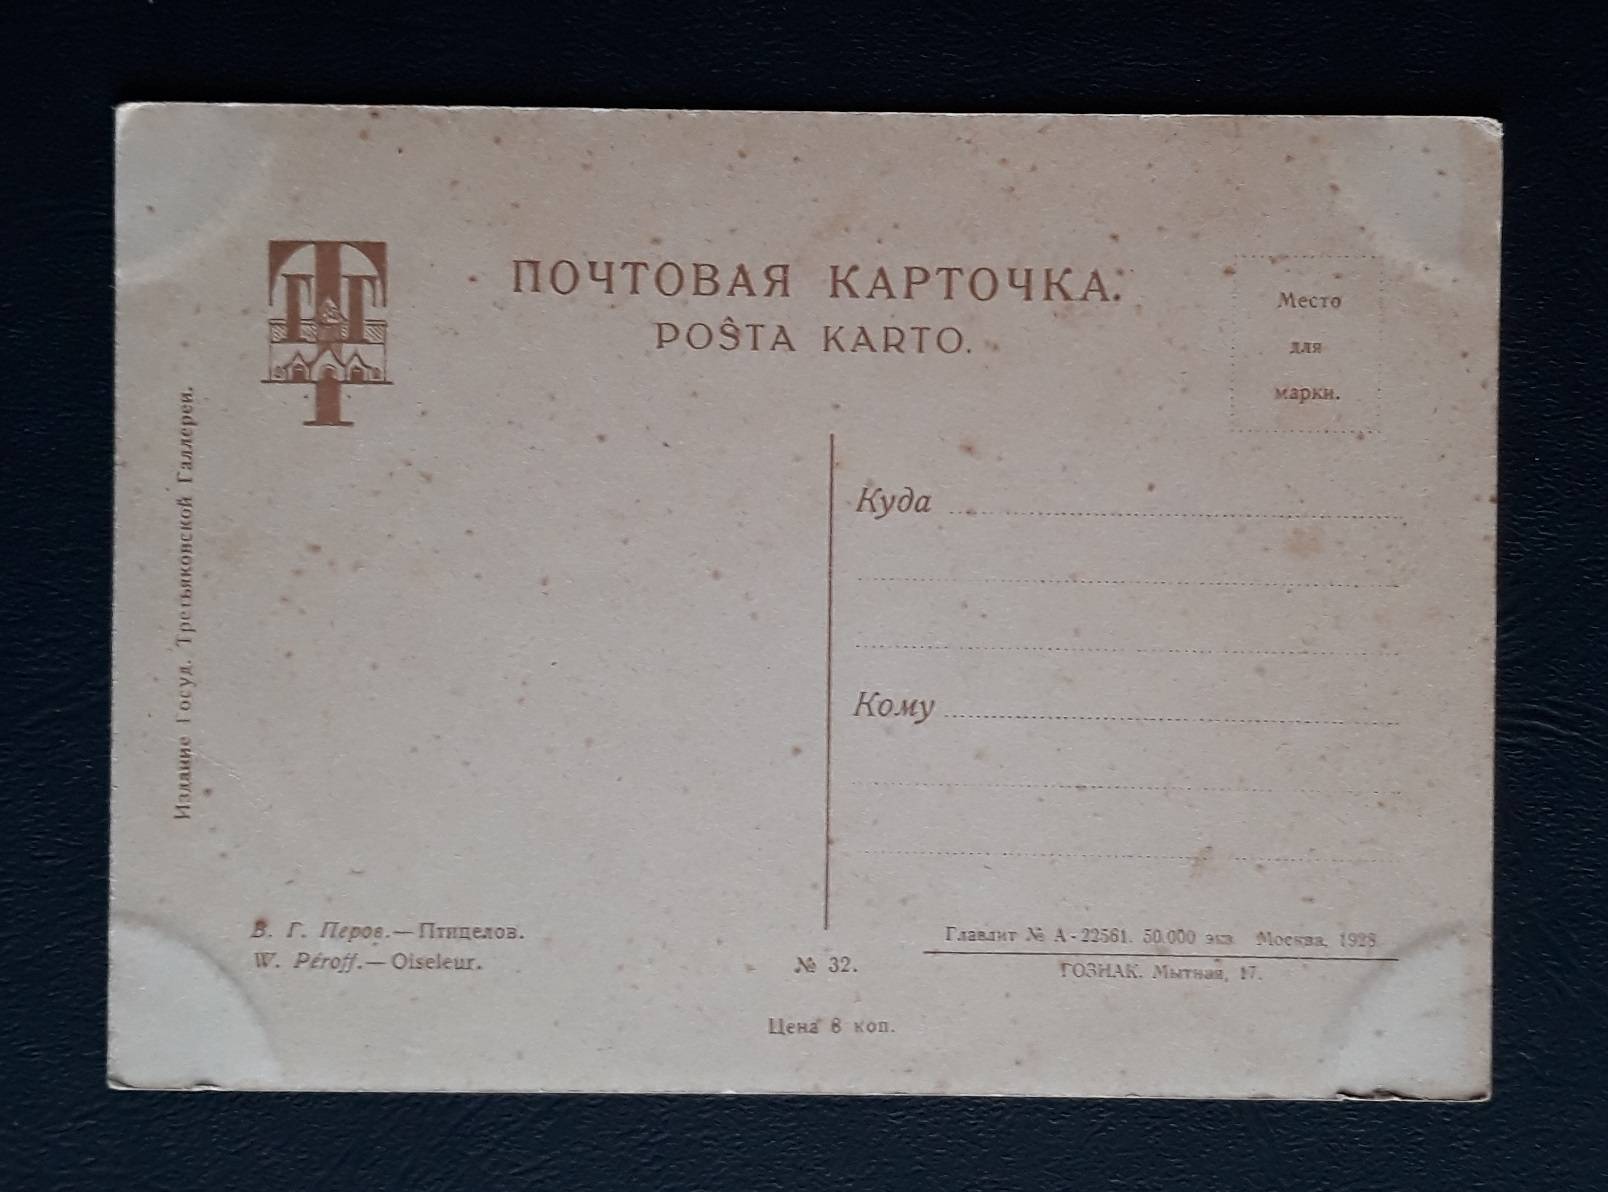 ПОЧТОВАЯ КАРТОЧКА.
POŜTA KARTO.
Место
для
марки.
Издание Госуд. Третьяковской Галлереи.
Куда
Кому
В. Г. Перов.— Птицелов.
W. Péroff.— Oiseleur.
№ 32.
Главлит № А-22561. 50.000 экз. Москва, 1928
ГОЗНАК. Мытная, 17.
Цена 8 коп.